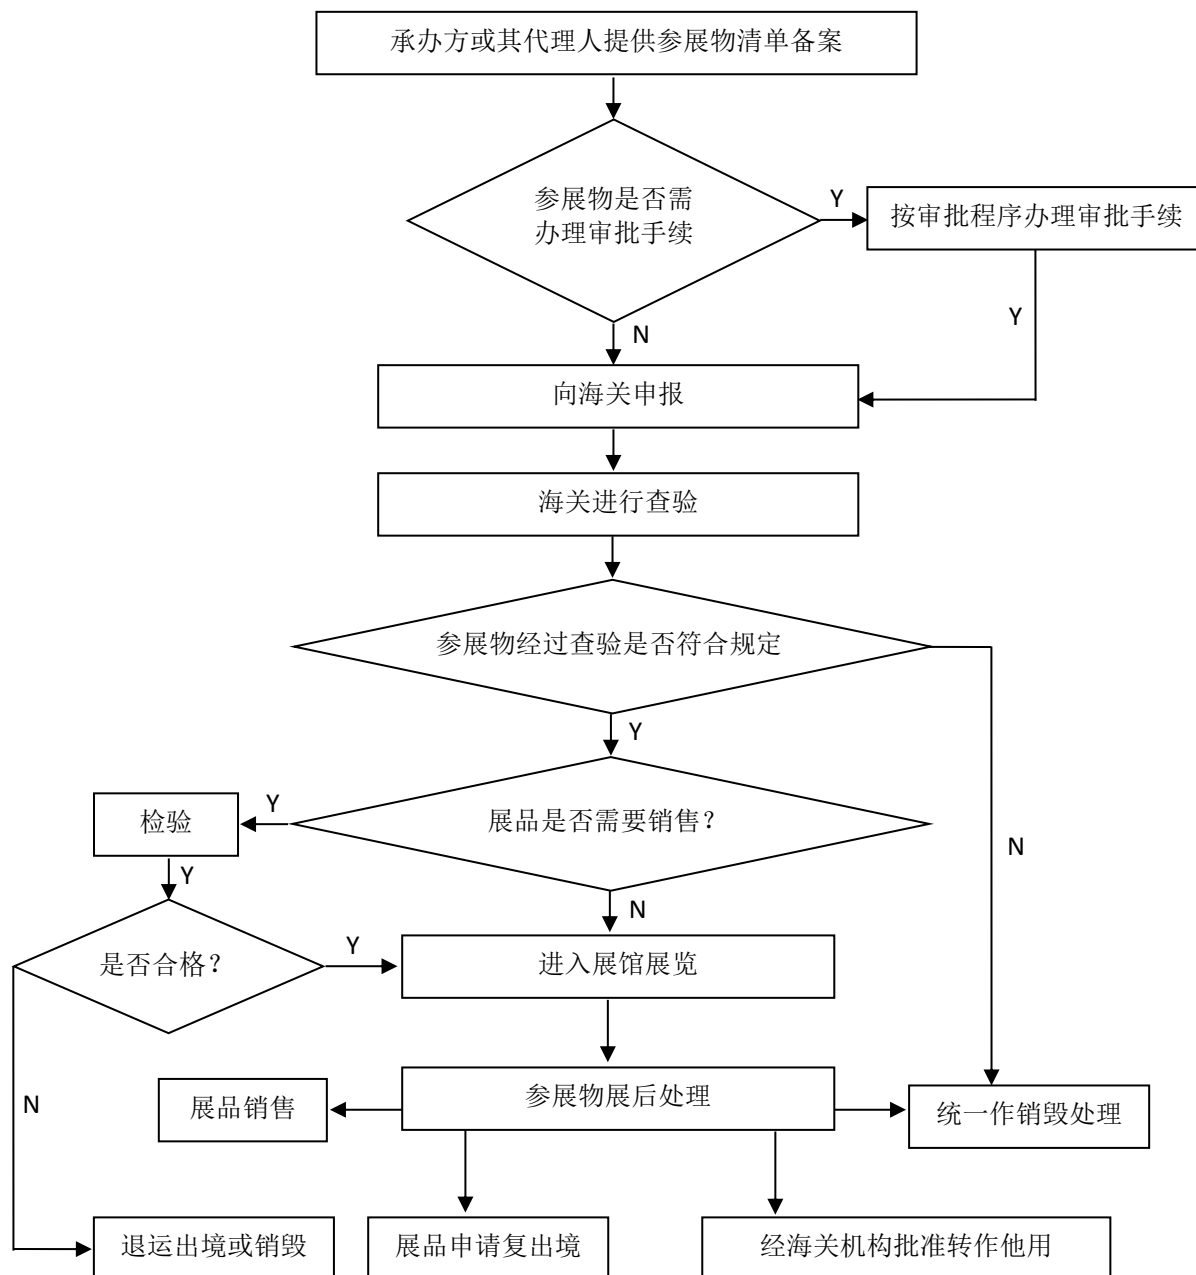 承办方或其代理人提供参展物清单备案
参展物是否需
办理审批手续
Y
按审批程序办理审批手续
Y
N
向海关申报
海关进行查验
参展物经过查验是否符合规定
Y
N
展品是否需要销售？
Y
检验
Y
N
是否合格？
Y
进入展馆展览
N
参展物展后处理
展品销售
统一作销毁处理
退运出境或销毁
展品申请复出境
经海关机构批准转作他用